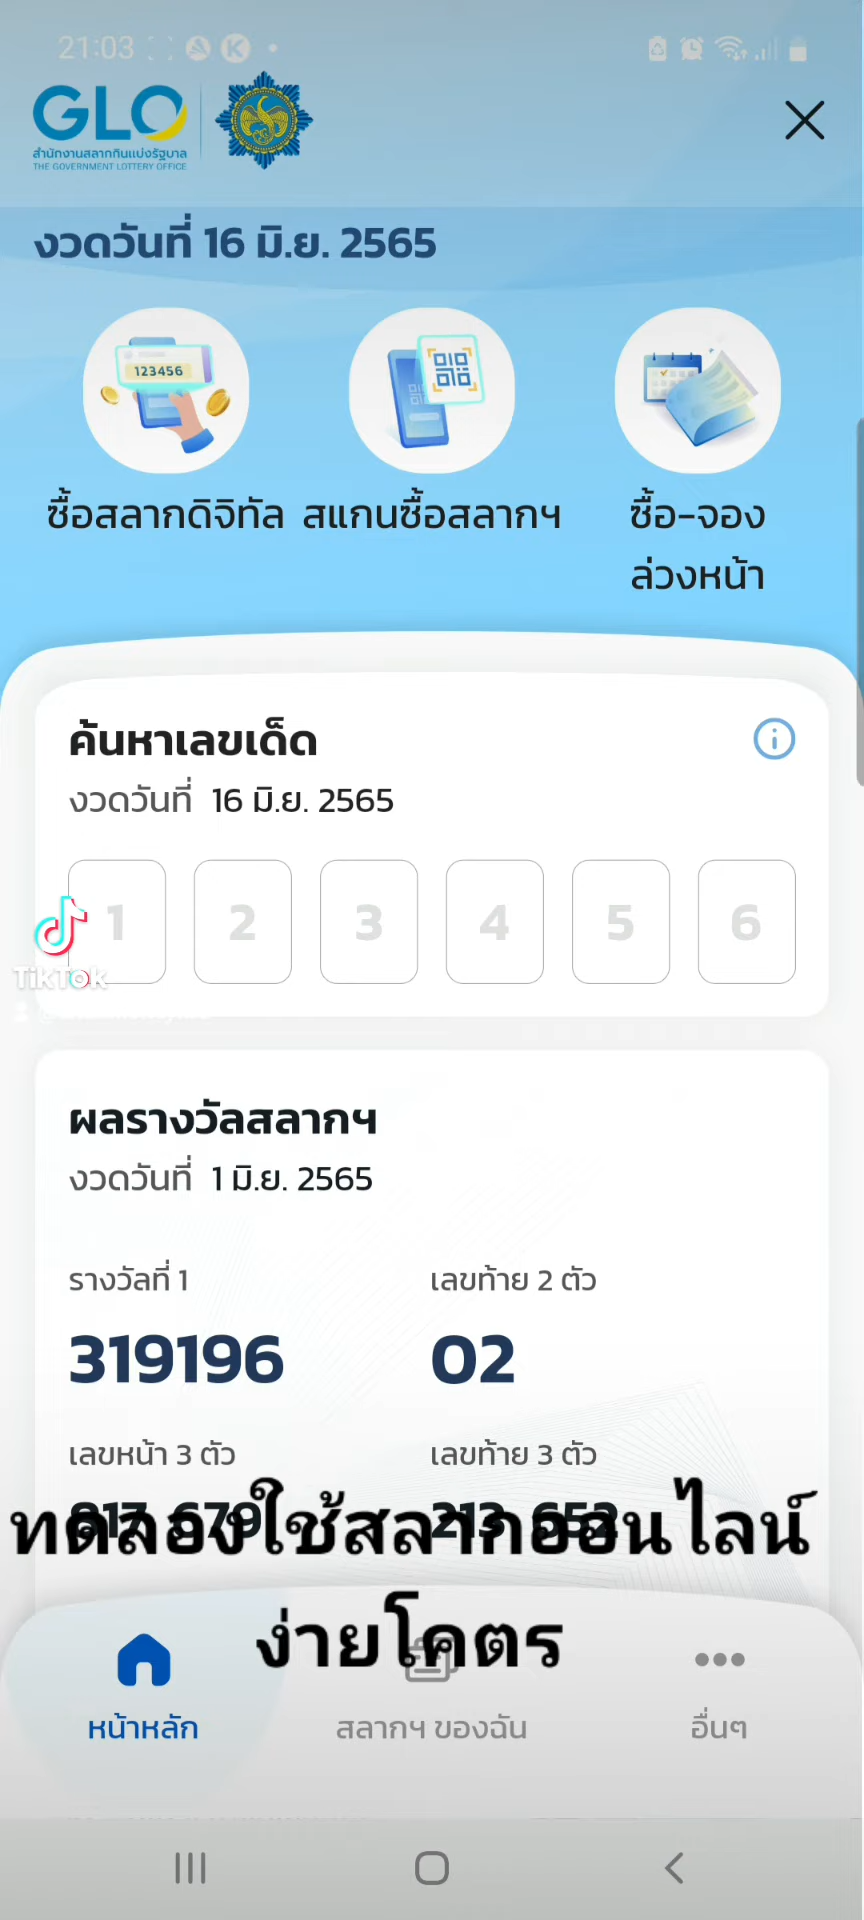 21:03
GLO
สำนักงานสลากกินแบ่งรัฐบาล
THE GOVERNMENT LOTTERY OFFICE
งวดวันที่ 16 มิ.ย. 2565
123456
ซื้อสลากดิจิทัล
สแกนซื้อสลากฯ
ซื้อ-จอง
ล่วงหน้า
ค้นหาเลขเด็ด
งวดวันที่ 16 มิ.ย. 2565
1 2 3 4 5 6
TikTok
ผลรางวัลสลากฯ
งวดวันที่ 1 มิ.ย. 2565
รางวัลที่ 1
เลขท้าย 2 ตัว
319196
02
เลขหน้า 3 ตัว
เลขท้าย 3 ตัว
817 679
213 652
ทดลองใช้สลากออนไลน์
ง่ายโคตร
หน้าหลัก
สลากฯ ของฉัน
อื่นๆ